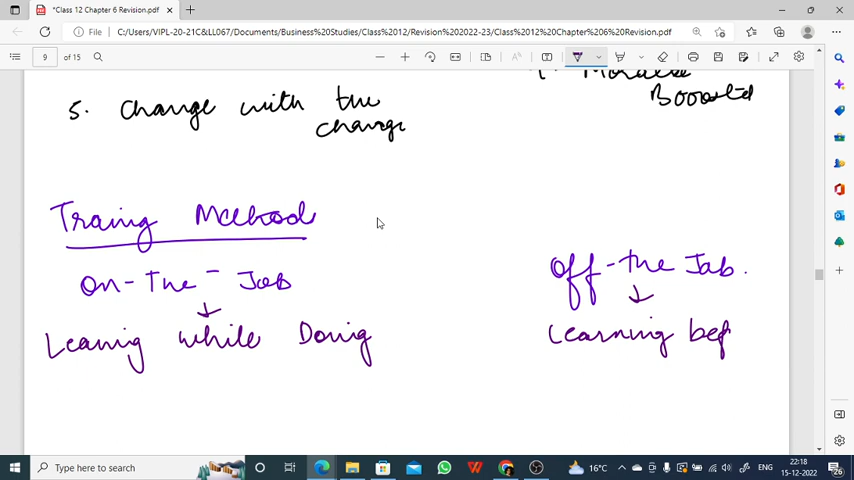 *Class 12 Chapter 6 Revision.pdf
File
C:/Users/VIPL-20-21C&LL067/Documents/Business%20Studies/Class%2012/Revision%202022-23/Class%2012%20Chapter%206%20Revision.pdf
9 of 15
Boosted
5. Change with the
change
Traing Method
On-The-Job
Off-the Job.
Learnig while Doing
Learning bef
Type here to search
16°C
ENG
22:18
15-12-2022
26